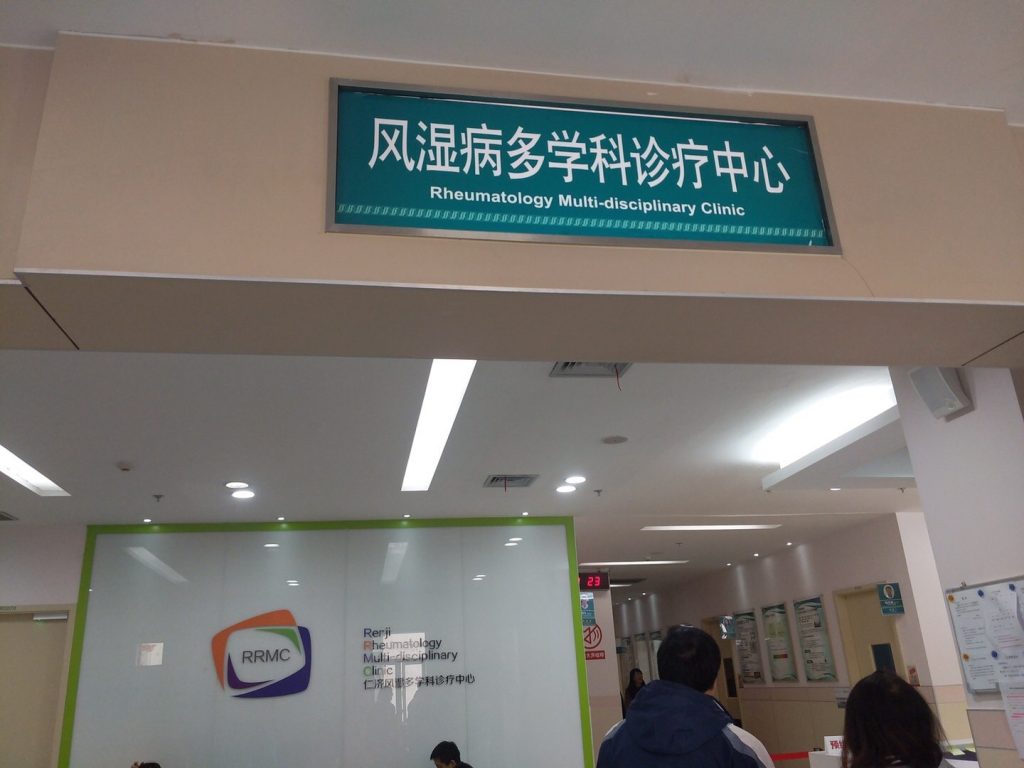 风湿病多学科诊疗中心
Rheumatology Multi-disciplinary Clinic
RRMC
Renji
Rheumatology
Multi-disciplinary
Clinic
仁济风湿多学科诊疗中心
23